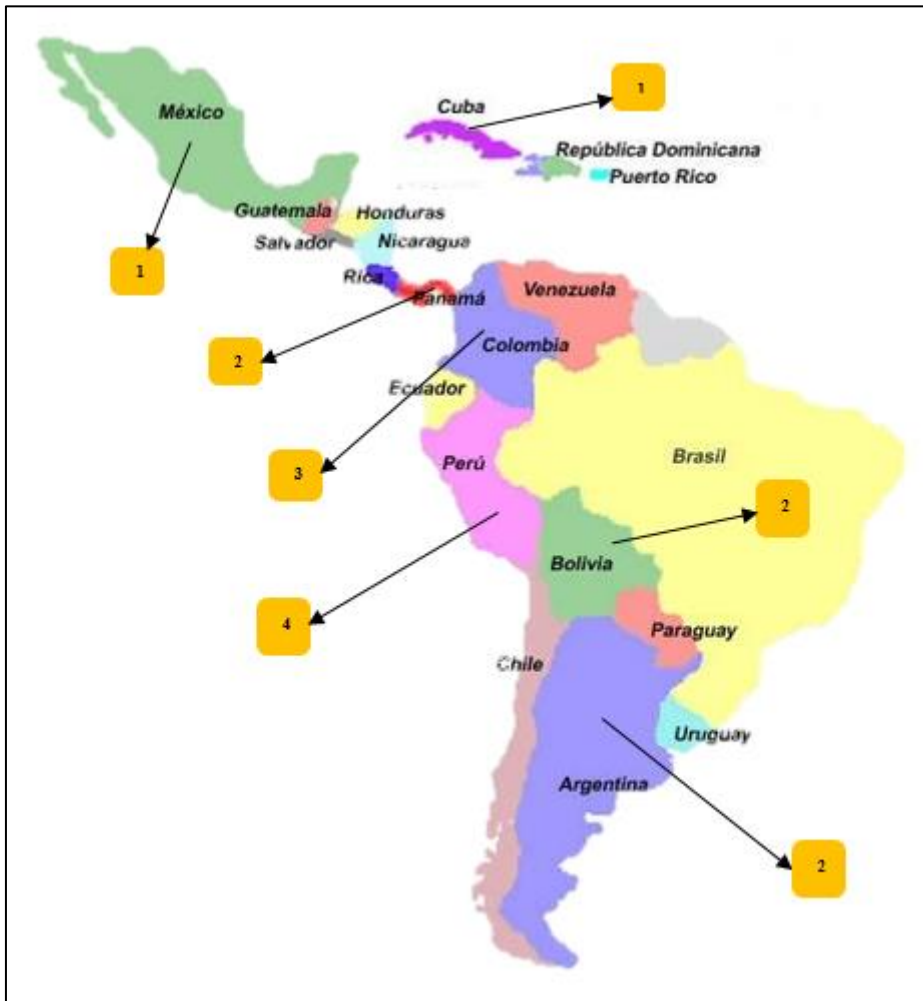 1
Cuba
México
República Dominicana
Puerto Rico
Guatemala
Honduras
Salvador
Nicaragua
1
Rica
Panamá
Venezuela
2
Colombia
Ecuador
3
Perú
Brasil
2
Bolivia
4
Paraguay
Chile
Uruguay
Argentina
2